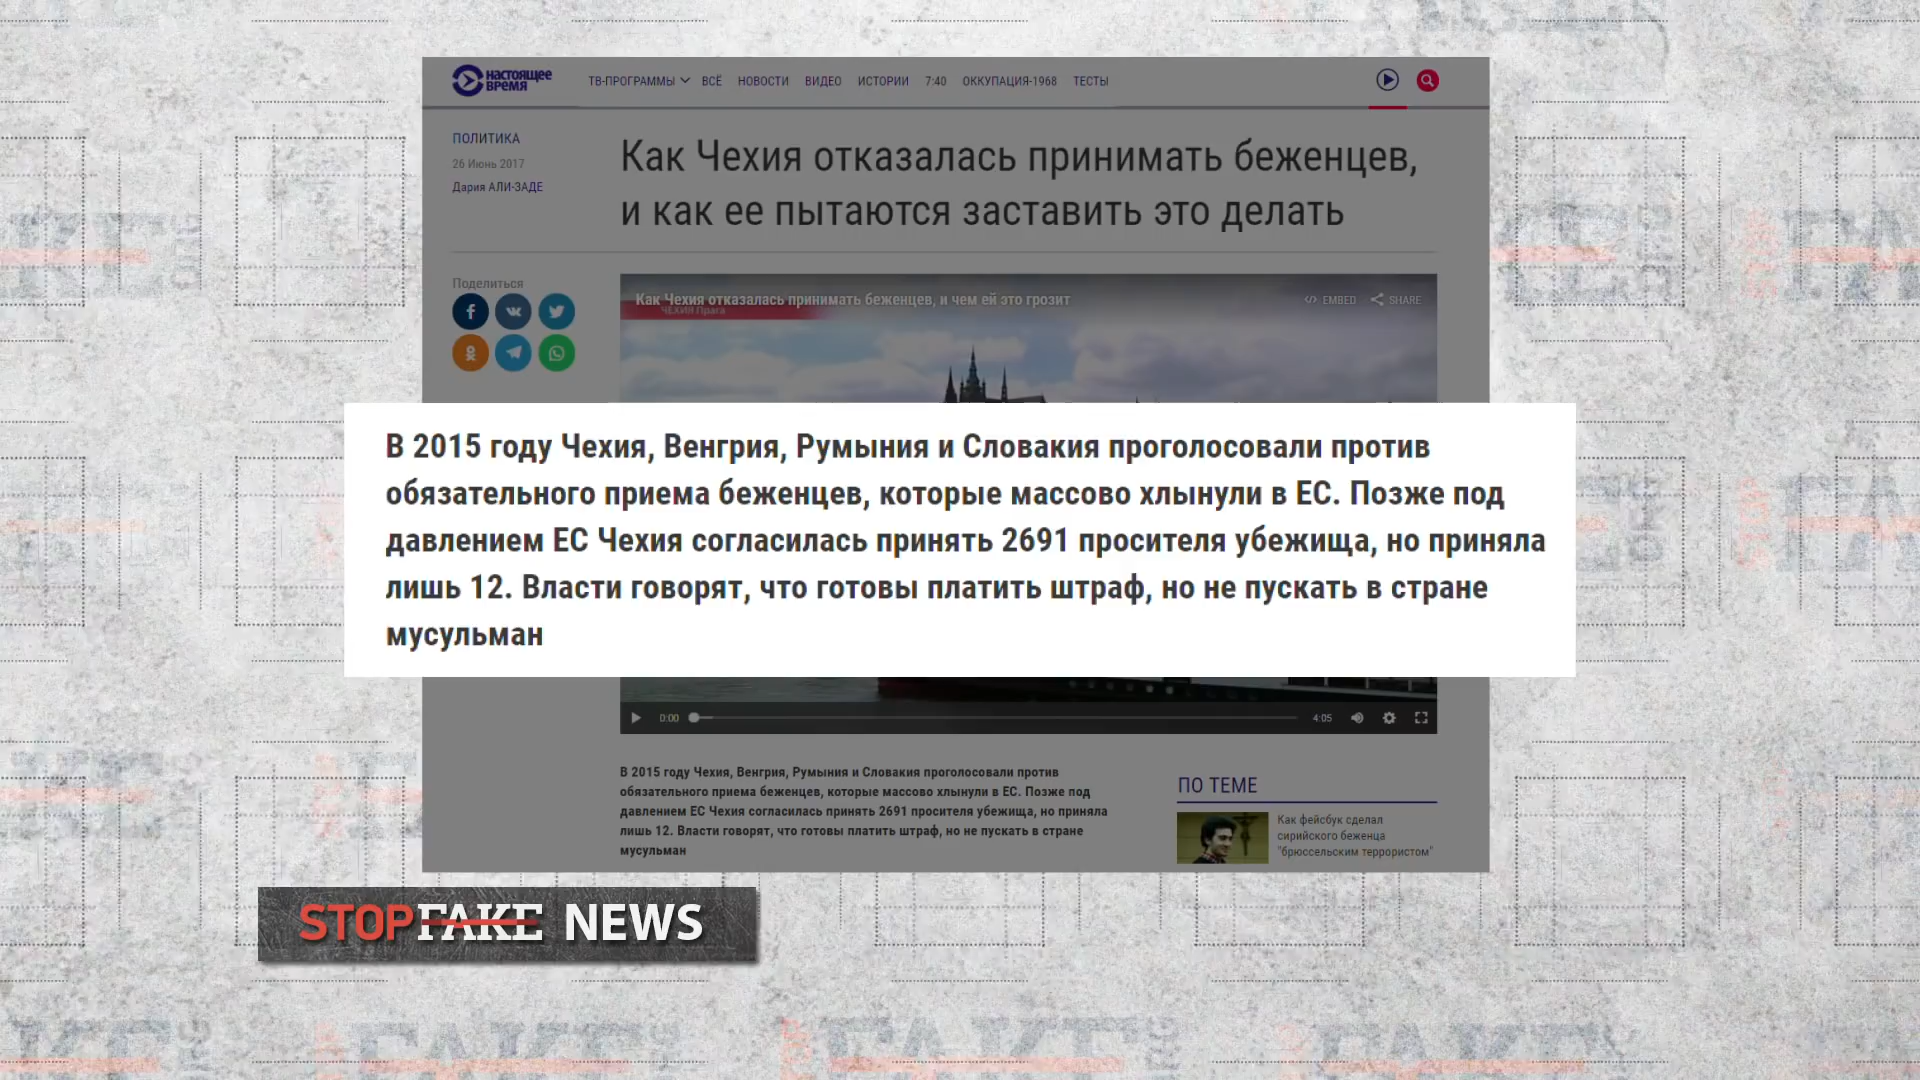 настоящее
время
ТВ-ПРОГРАММЫ ВСЁ НОВОСТИ ВИДЕО ИСТОРИИ 7:40 ОККУПАЦИЯ-1968 ТЕСТЫ
ПОЛИТИКА
26 Июнь 2017
Дария АЛИ-ЗАДЕ
Как Чехия отказалась принимать беженцев,
и как ее пытаются заставить это делать
Поделиться
Как Чехия отказалась принимать беженцев, и чем ей это грозит
EMBED SHARE
ЧЕХИЯ Прага
В 2015 году Чехия, Венгрия, Румыния и Словакия проголосовали против
обязательного приема беженцев, которые массово хлынули в ЕС. Позже под
давлением ЕС Чехия согласилась принять 2691 просителя убежища, но приняла
лишь 12. Власти говорят, что готовы платить штраф, но не пускать в стране
мусульман
0:00 4:05
В 2015 году Чехия, Венгрия, Румыния и Словакия проголосовали против
обязательного приема беженцев, которые массово хлынули в ЕС. Позже под
давлением ЕС Чехия согласилась принять 2691 просителя убежища, но приняла
лишь 12. Власти говорят, что готовы платить штраф, но не пускать в стране
мусульман
ПО ТЕМЕ
Как фейсбук сделал
сирийского беженца
"брюссельским террористом"
STOPFAKE NEWS